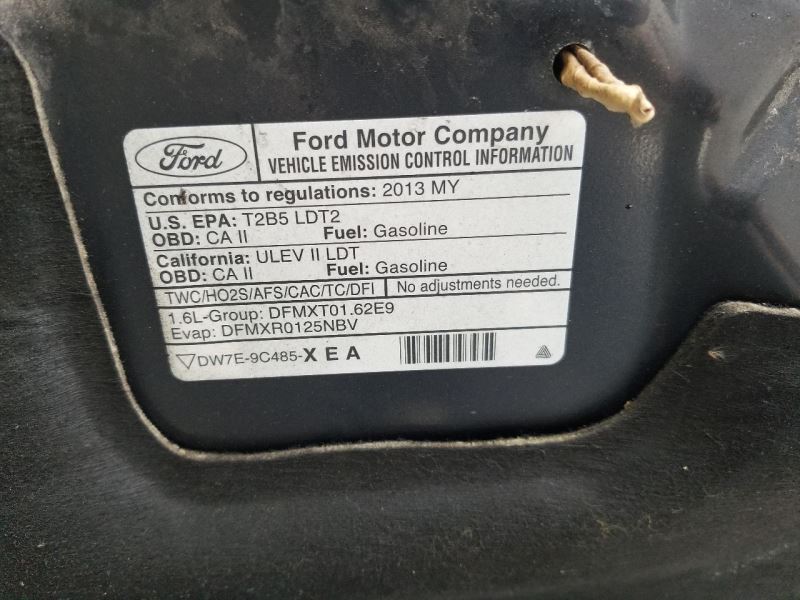 Ford
Ford Motor Company
VEHICLE EMISSION CONTROL INFORMATION
Conforms to regulations: 2013 MY
U.S. EPA: T2B5 LDT2
OBD: CA II Fuel: Gasoline
California: ULEV II LDT
OBD: CA II Fuel: Gasoline
TWC/HO2S/AFS/CAC/TC/DFI No adjustments needed.
1.6L-Group: DFMXT01.62E9
Evap: DFMXR0125NBV
DW7E-9C485-XEA